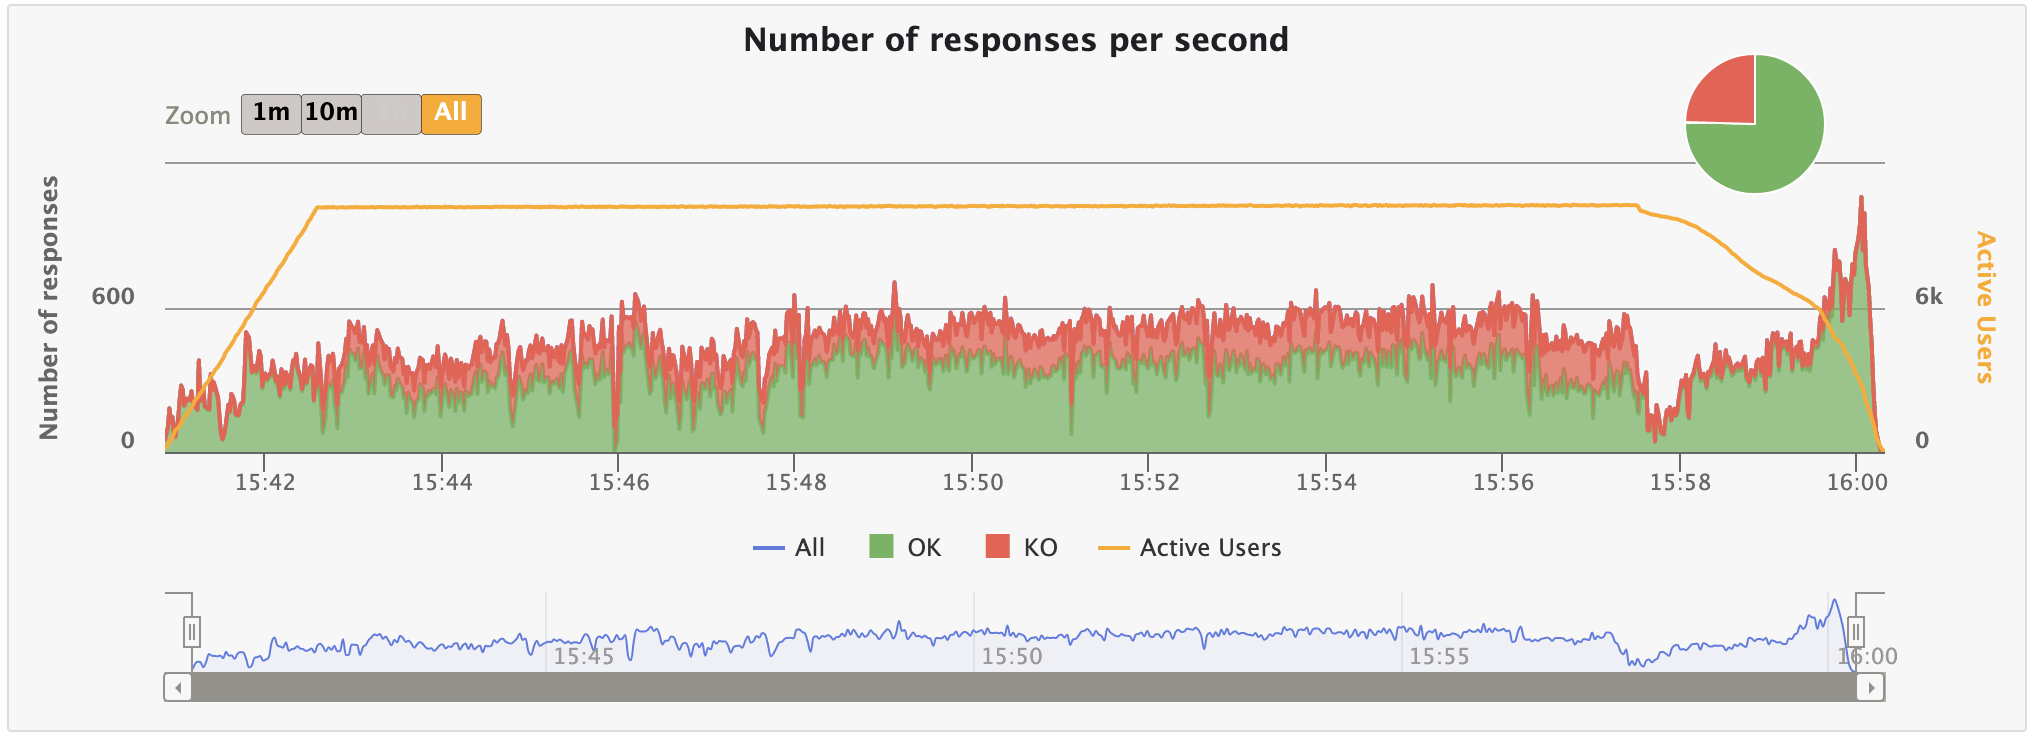 Number of responses per second
Zoom 1m 10m All
Number of responses
600
0
6k
0
Active Users
15:42 15:44 15:46 15:48 15:50 15:52 15:54 15:56 15:58 16:00
All OK KO Active Users
15:45 15:50 15:55 16:00